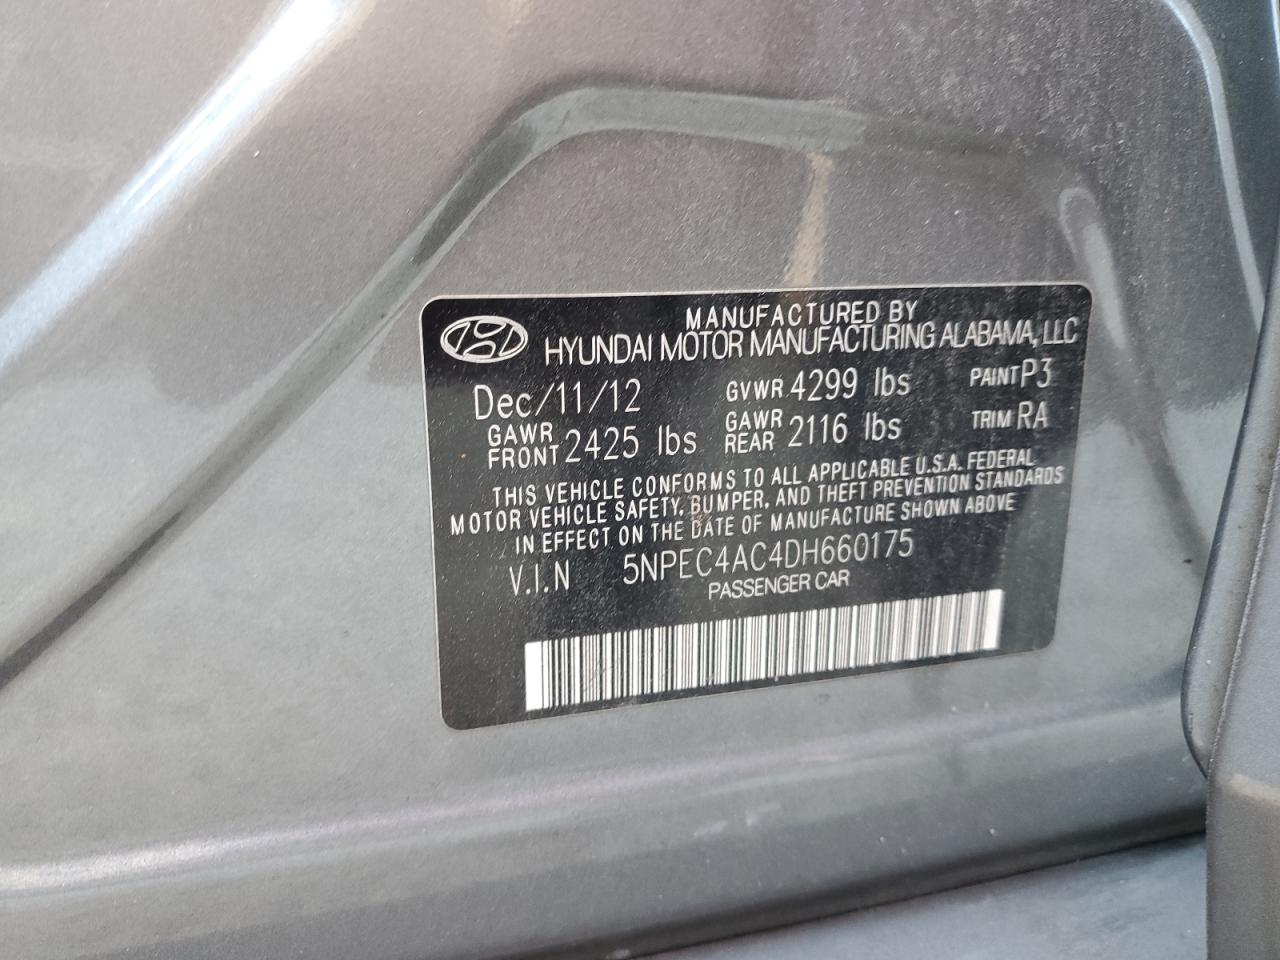 MANUFACTURED BY
HYUNDAI MOTOR MANUFACTURING ALABAMA, LLC
Dec/11/12 GVWR 4299 lbs PAINT P3
GAWR FRONT 2425 lbs GAWR REAR 2116 lbs TRIM RA
THIS VEHICLE CONFORMS TO ALL APPLICABLE U.S.A. FEDERAL
MOTOR VEHICLE SAFETY, BUMPER, AND THEFT PREVENTION STANDARDS
IN EFFECT ON THE DATE OF MANUFACTURE SHOWN ABOVE
V.I.N 5NPEC4AC4DH660175
PASSENGER CAR